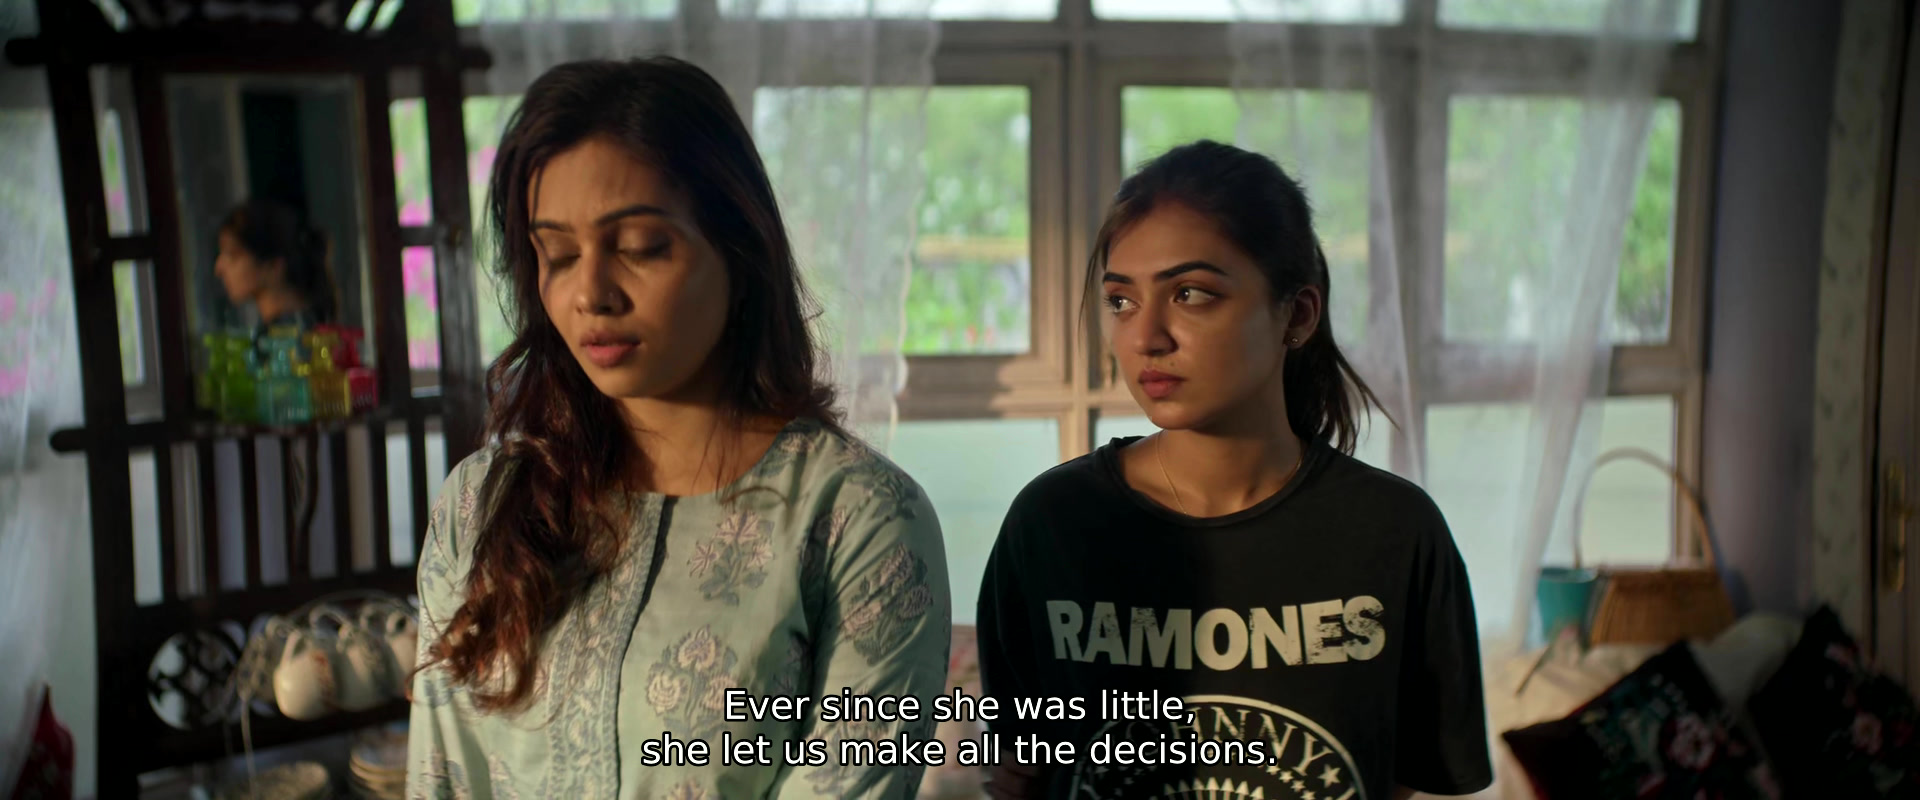 RAMONES
Ever since she was little,
she let us make all the decisions.